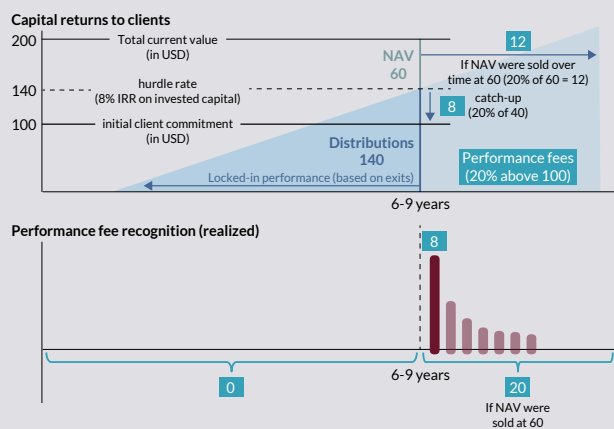 Capital returns to clients
200
Total current value
(in USD)
12
NAV
60
If NAV were sold over
time at 60 (20% of 60 = 12)
140
hurdle rate
(8% IRR on invested capital)
8
catch-up
(20% of 40)
100
initial client commitment
(in USD)
Distributions
140
Performance fees
(20% above 100)
Locked-in performance (based on exits)
6-9 years
Performance fee recognition (realized)
8
6-9 years
0
20
If NAV were
sold at 60